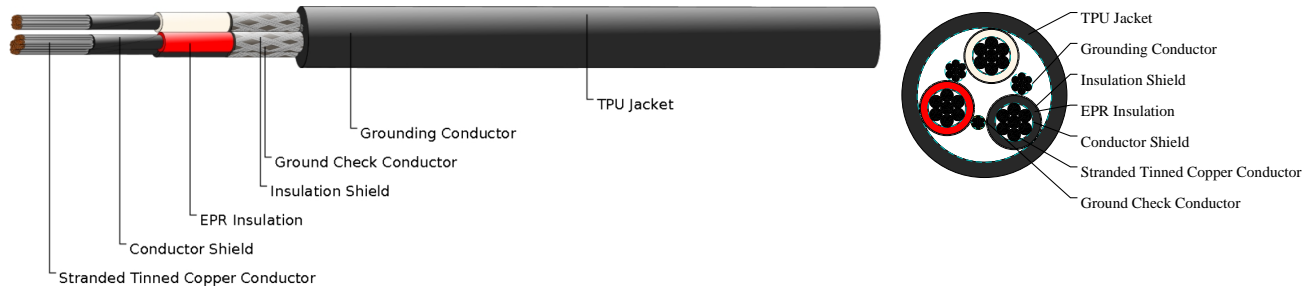 TPU Jacket
Grounding Conductor
Ground Check Conductor
Insulation Shield
EPR Insulation
Conductor Shield
Stranded Tinned Copper Conductor
TPU Jacket
Grounding Conductor
Insulation Shield
EPR Insulation
Conductor Shield
Stranded Tinned Copper Conductor
Ground Check Conductor